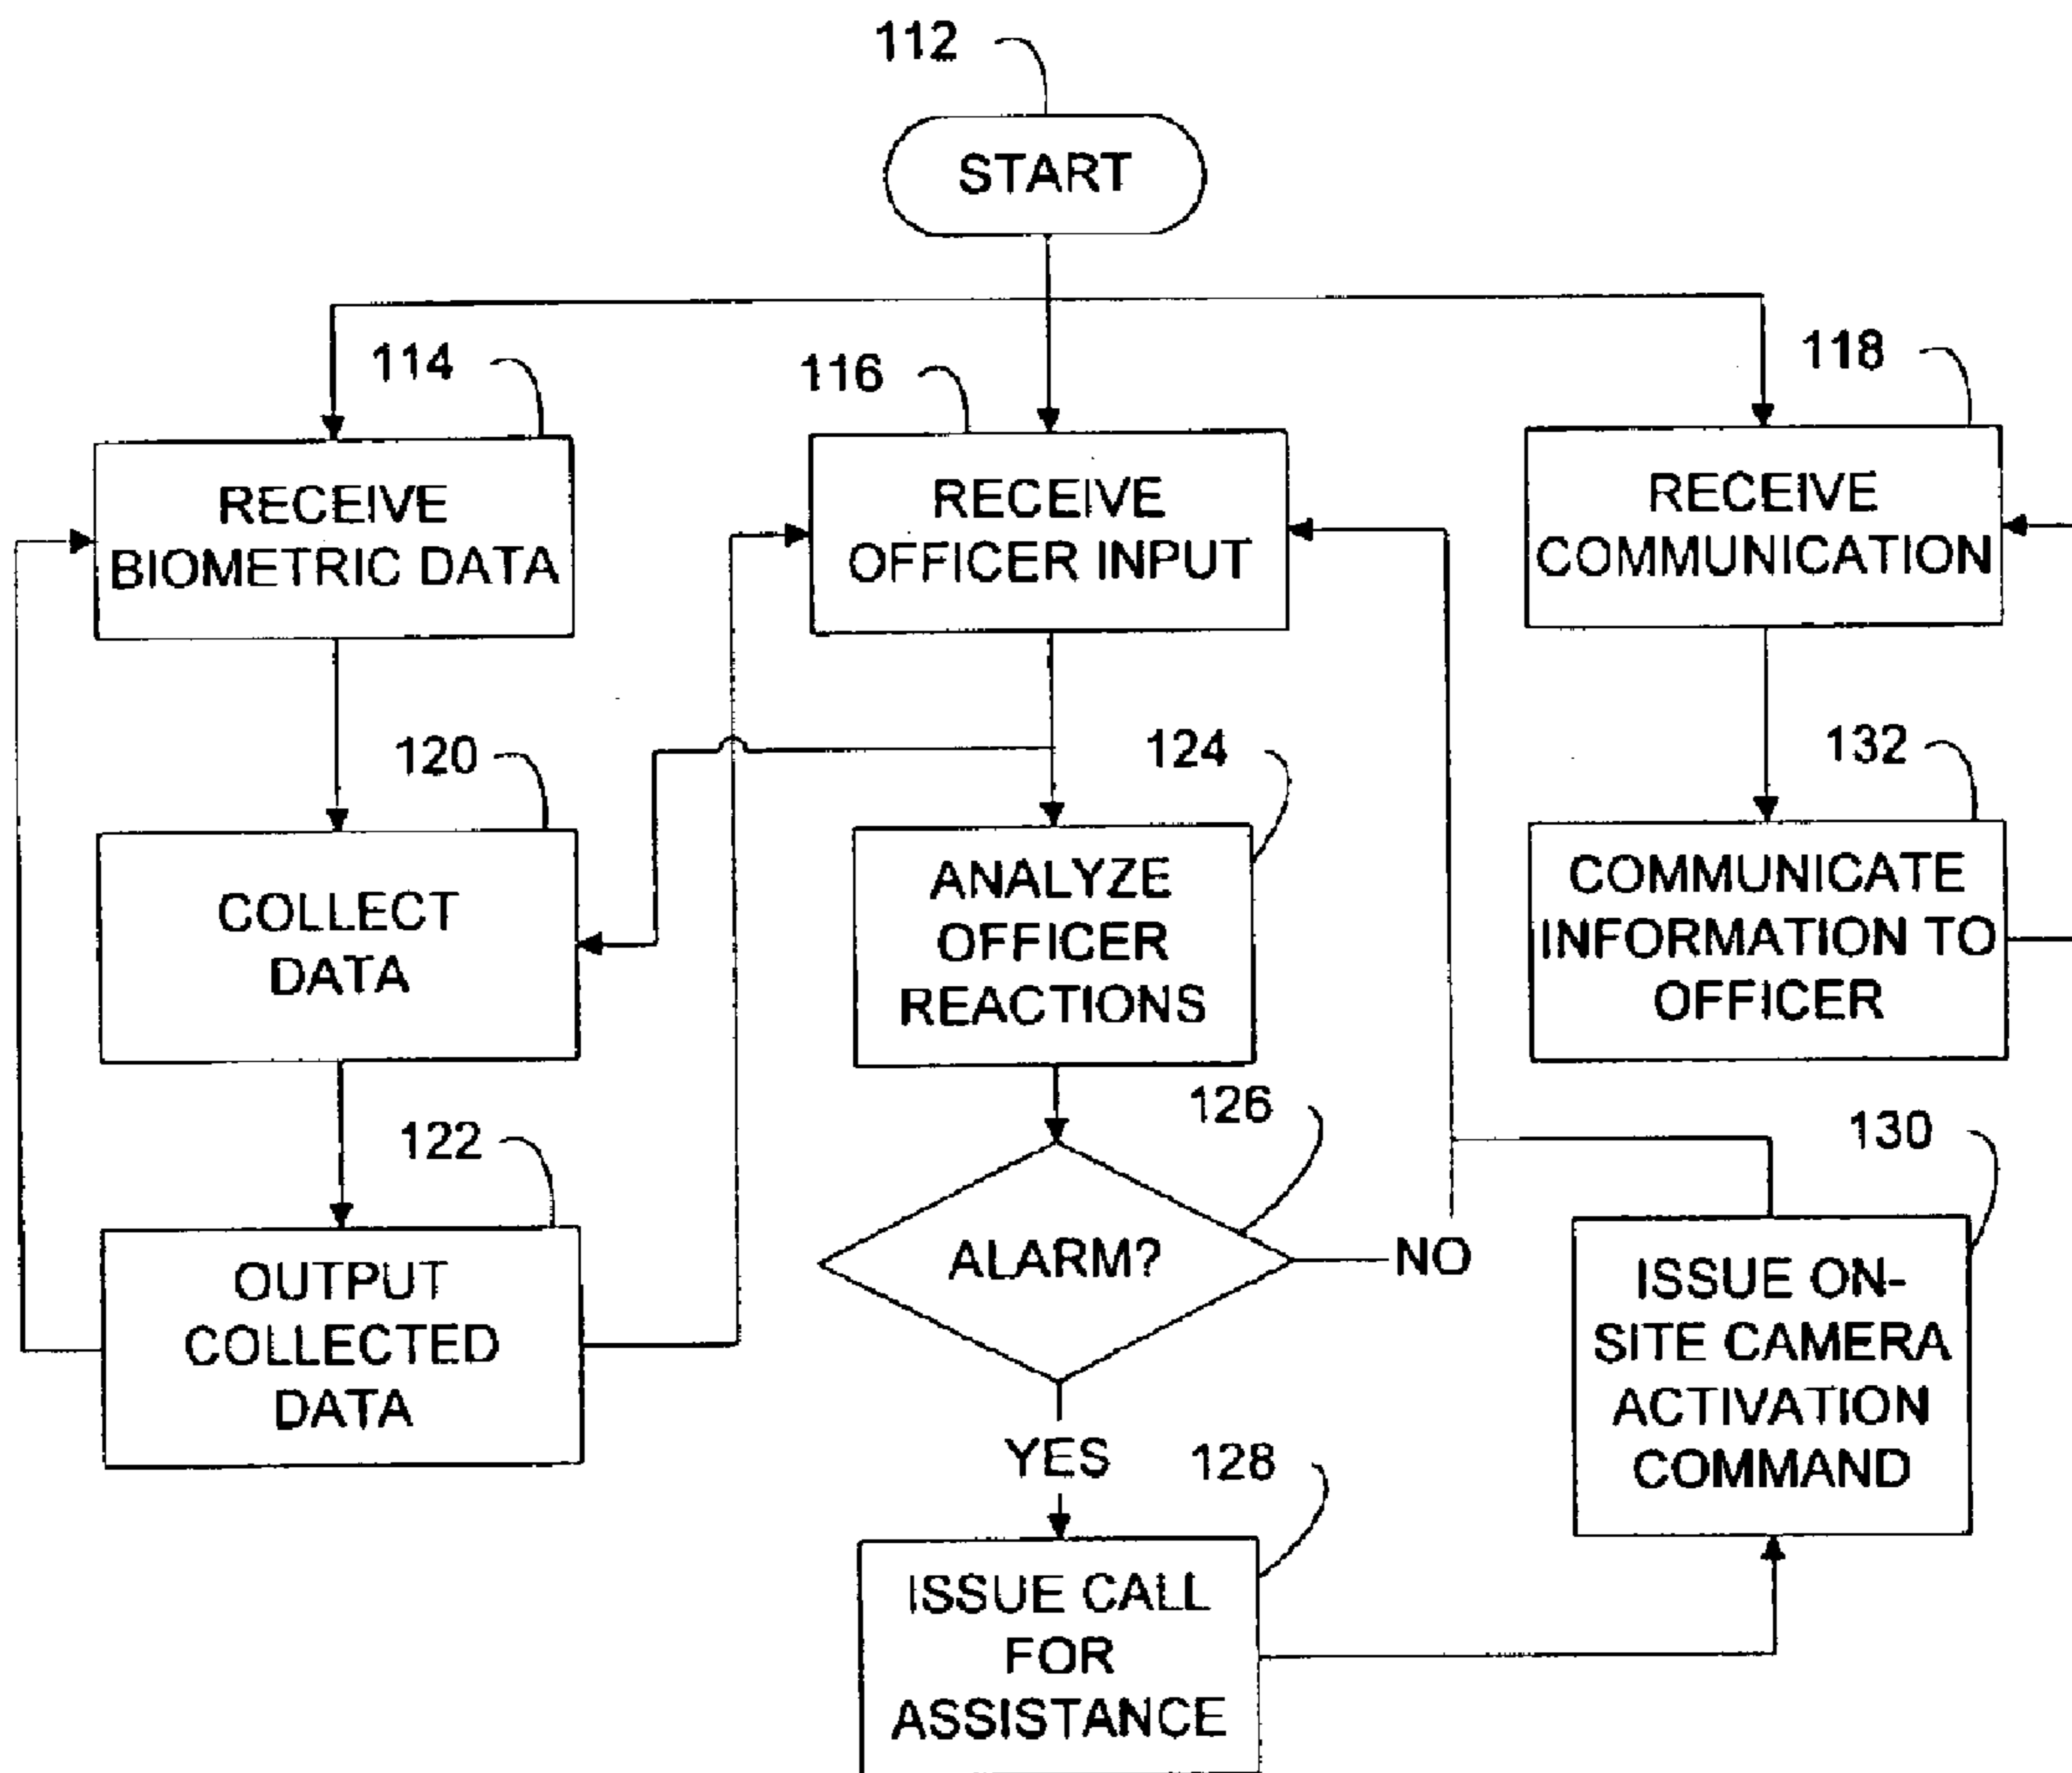 112
START
114
116
118
RECEIVE
BIOMETRIC DATA
RECEIVE
OFFICER INPUT
RECEIVE
COMMUNICATION
120
124
132
COLLECT
DATA
ANALYZE
OFFICER
REACTIONS
COMMUNICATE
INFORMATION TO
OFFICER
122
126
130
OUTPUT
COLLECTED
DATA
ALARM?
NO
ISSUE ON-
SITE CAMERA
ACTIVATION
COMMAND
YES
128
ISSUE CALL
FOR
ASSISTANCE